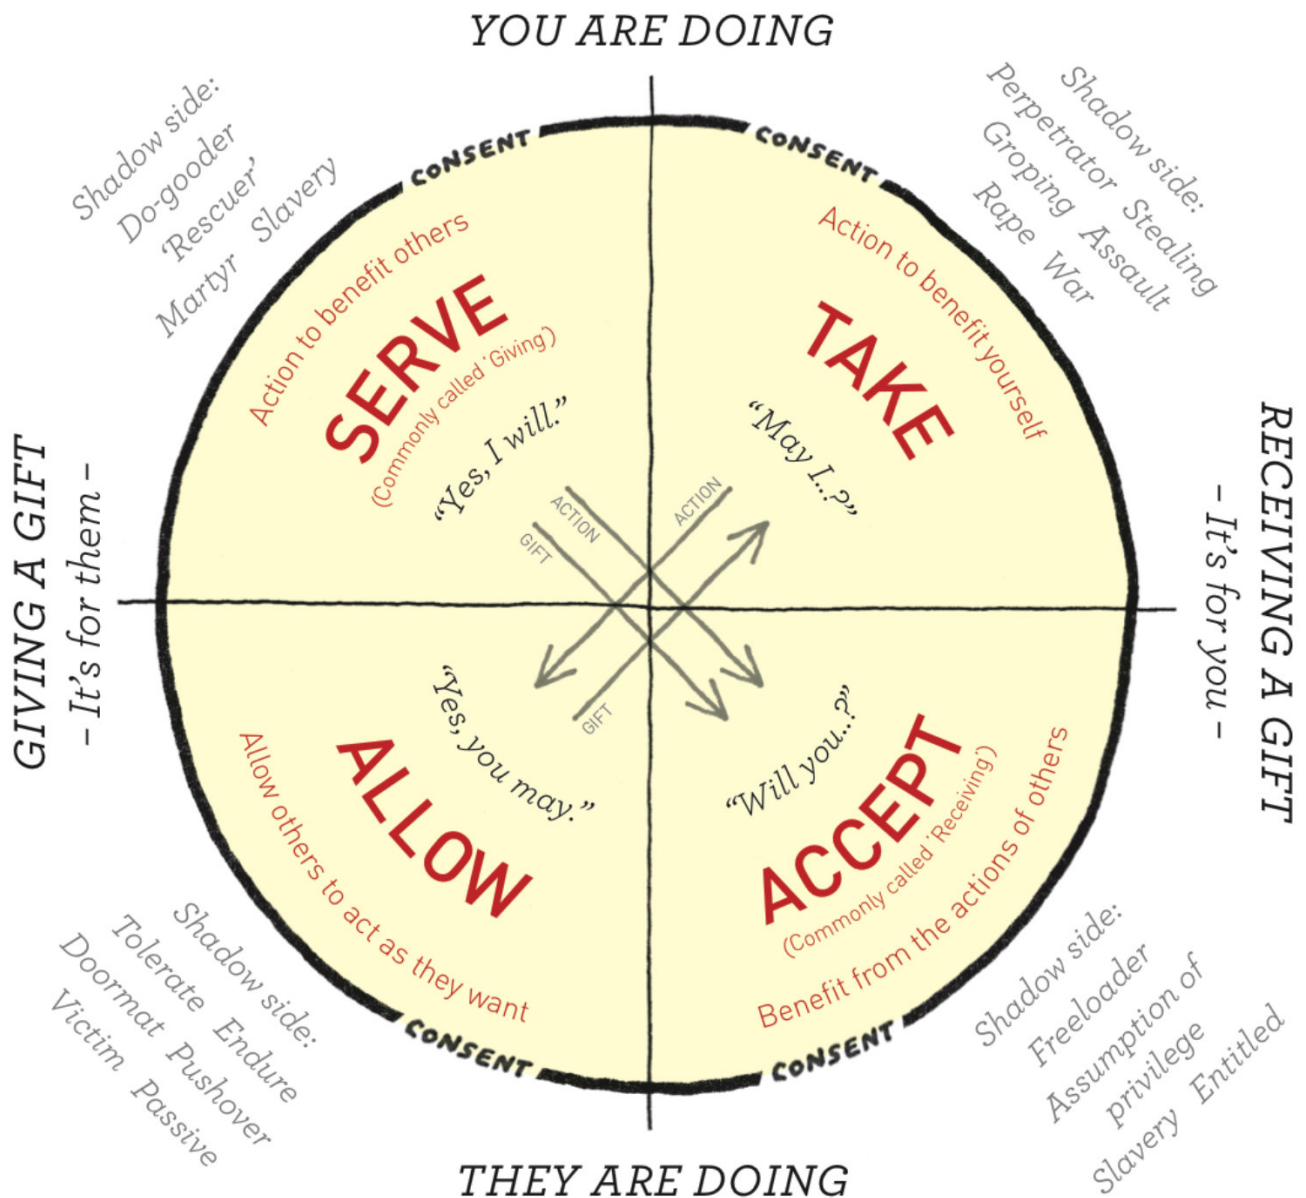 YOU ARE DOING
Shadow side:
Do-gooder
‘Rescuer’
Martyr Slavery
Shadow side:
Perpetrator Stealing
Groping Assault
Rape War
CONSENT
CONSENT
Action to benefit others
SERVE
(Commonly called ‘Giving’)
“Yes, I will.”
Action to benefit yourself
TAKE
“May I..?”
GIVING A GIFT
– It’s for them –
RECEIVING A GIFT
– It’s for you –
ACTION
GIFT
ACTION
GIFT
“Yes, you may.”
ALLOW
Allow others to act as they want
“Will you..?”
ACCEPT
(Commonly called ‘Receiving’)
Benefit from the actions of others
CONSENT
CONSENT
Shadow side:
Tolerate Endure
Doormat Pushover
Victim Passive
Shadow side:
Freeloader
Assumption of
privilege
Slavery Entitled
THEY ARE DOING